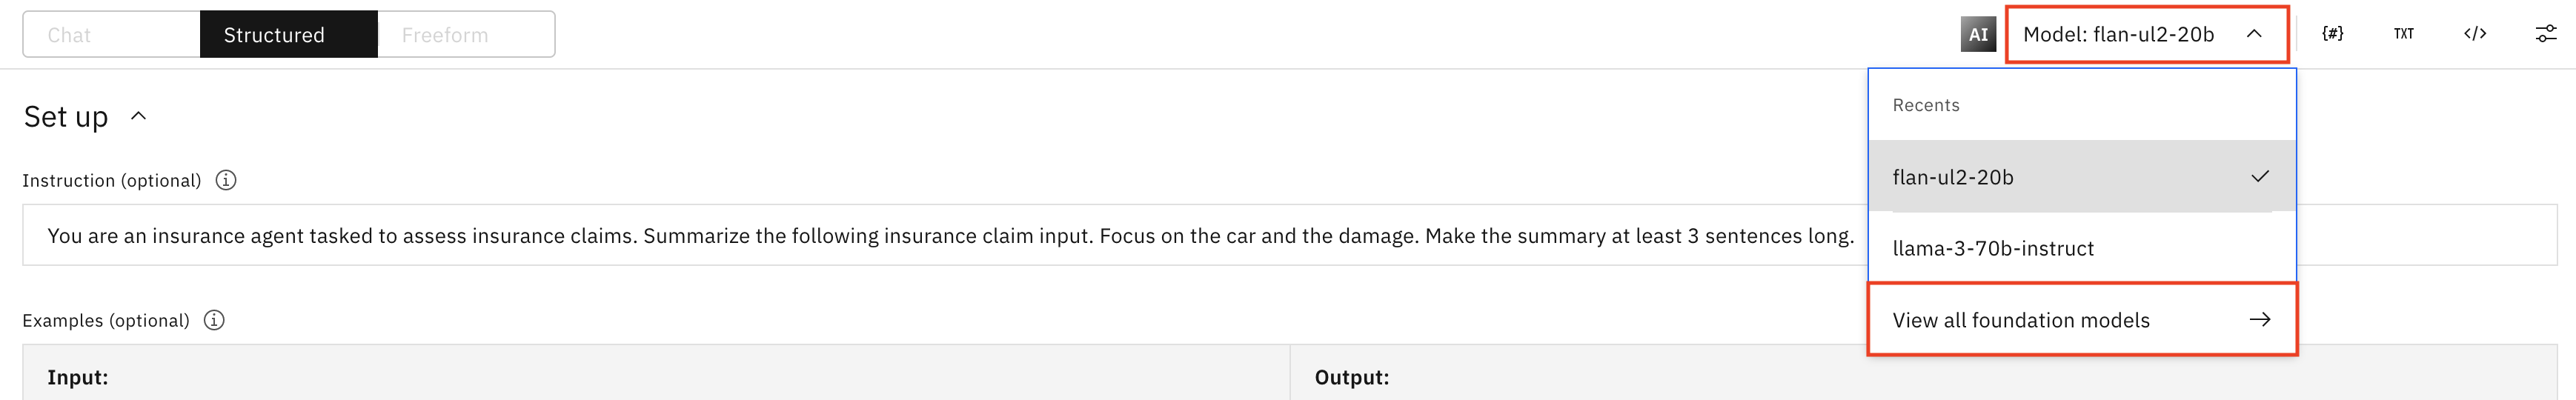 Chat
Structured
Freeform
AI
Model: flan-ul2-20b
{#}
TXT
</>
Recents
Set up
flan-ul2-20b
Instruction (optional)
You are an insurance agent tasked to assess insurance claims. Summarize the following insurance claim input. Focus on the car and the damage. Make the summary at least 3 sentences long.
llama-3-70b-instruct
View all foundation models
Examples (optional)
Input:
Output: